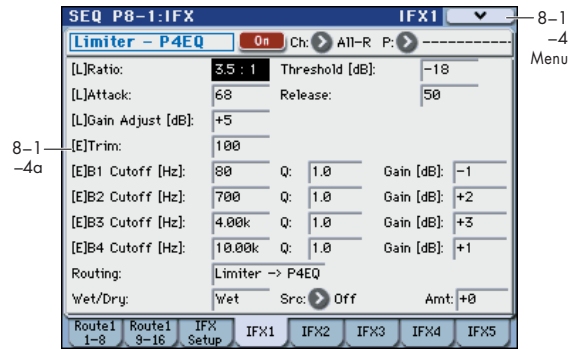 SEQ P8-1:IFX IFX1
Limiter – P4EQ On Ch: All-R P: ------------
[L]Ratio: 3.5 : 1 Threshold [dB]: -18
[L]Attack: 68 Release: 50
[L]Gain Adjust [dB]: +5
[E]Trim: 100
[E]B1 Cutoff [Hz]: 80 Q: 1.0 Gain [dB]: -1
[E]B2 Cutoff [Hz]: 700 Q: 1.0 Gain [dB]: +2
[E]B3 Cutoff [Hz]: 4.00k Q: 1.0 Gain [dB]: +3
[E]B4 Cutoff [Hz]: 10.00k Q: 1.0 Gain [dB]: +1
Routing: Limiter -> P4EQ
Wet/Dry: Wet Src: Off Amt: +0
Route1 1-8 Route1 9-16 IFX Setup IFX1 IFX2 IFX3 IFX4 IFX5
8–1
–4
Menu
8–1
–4a